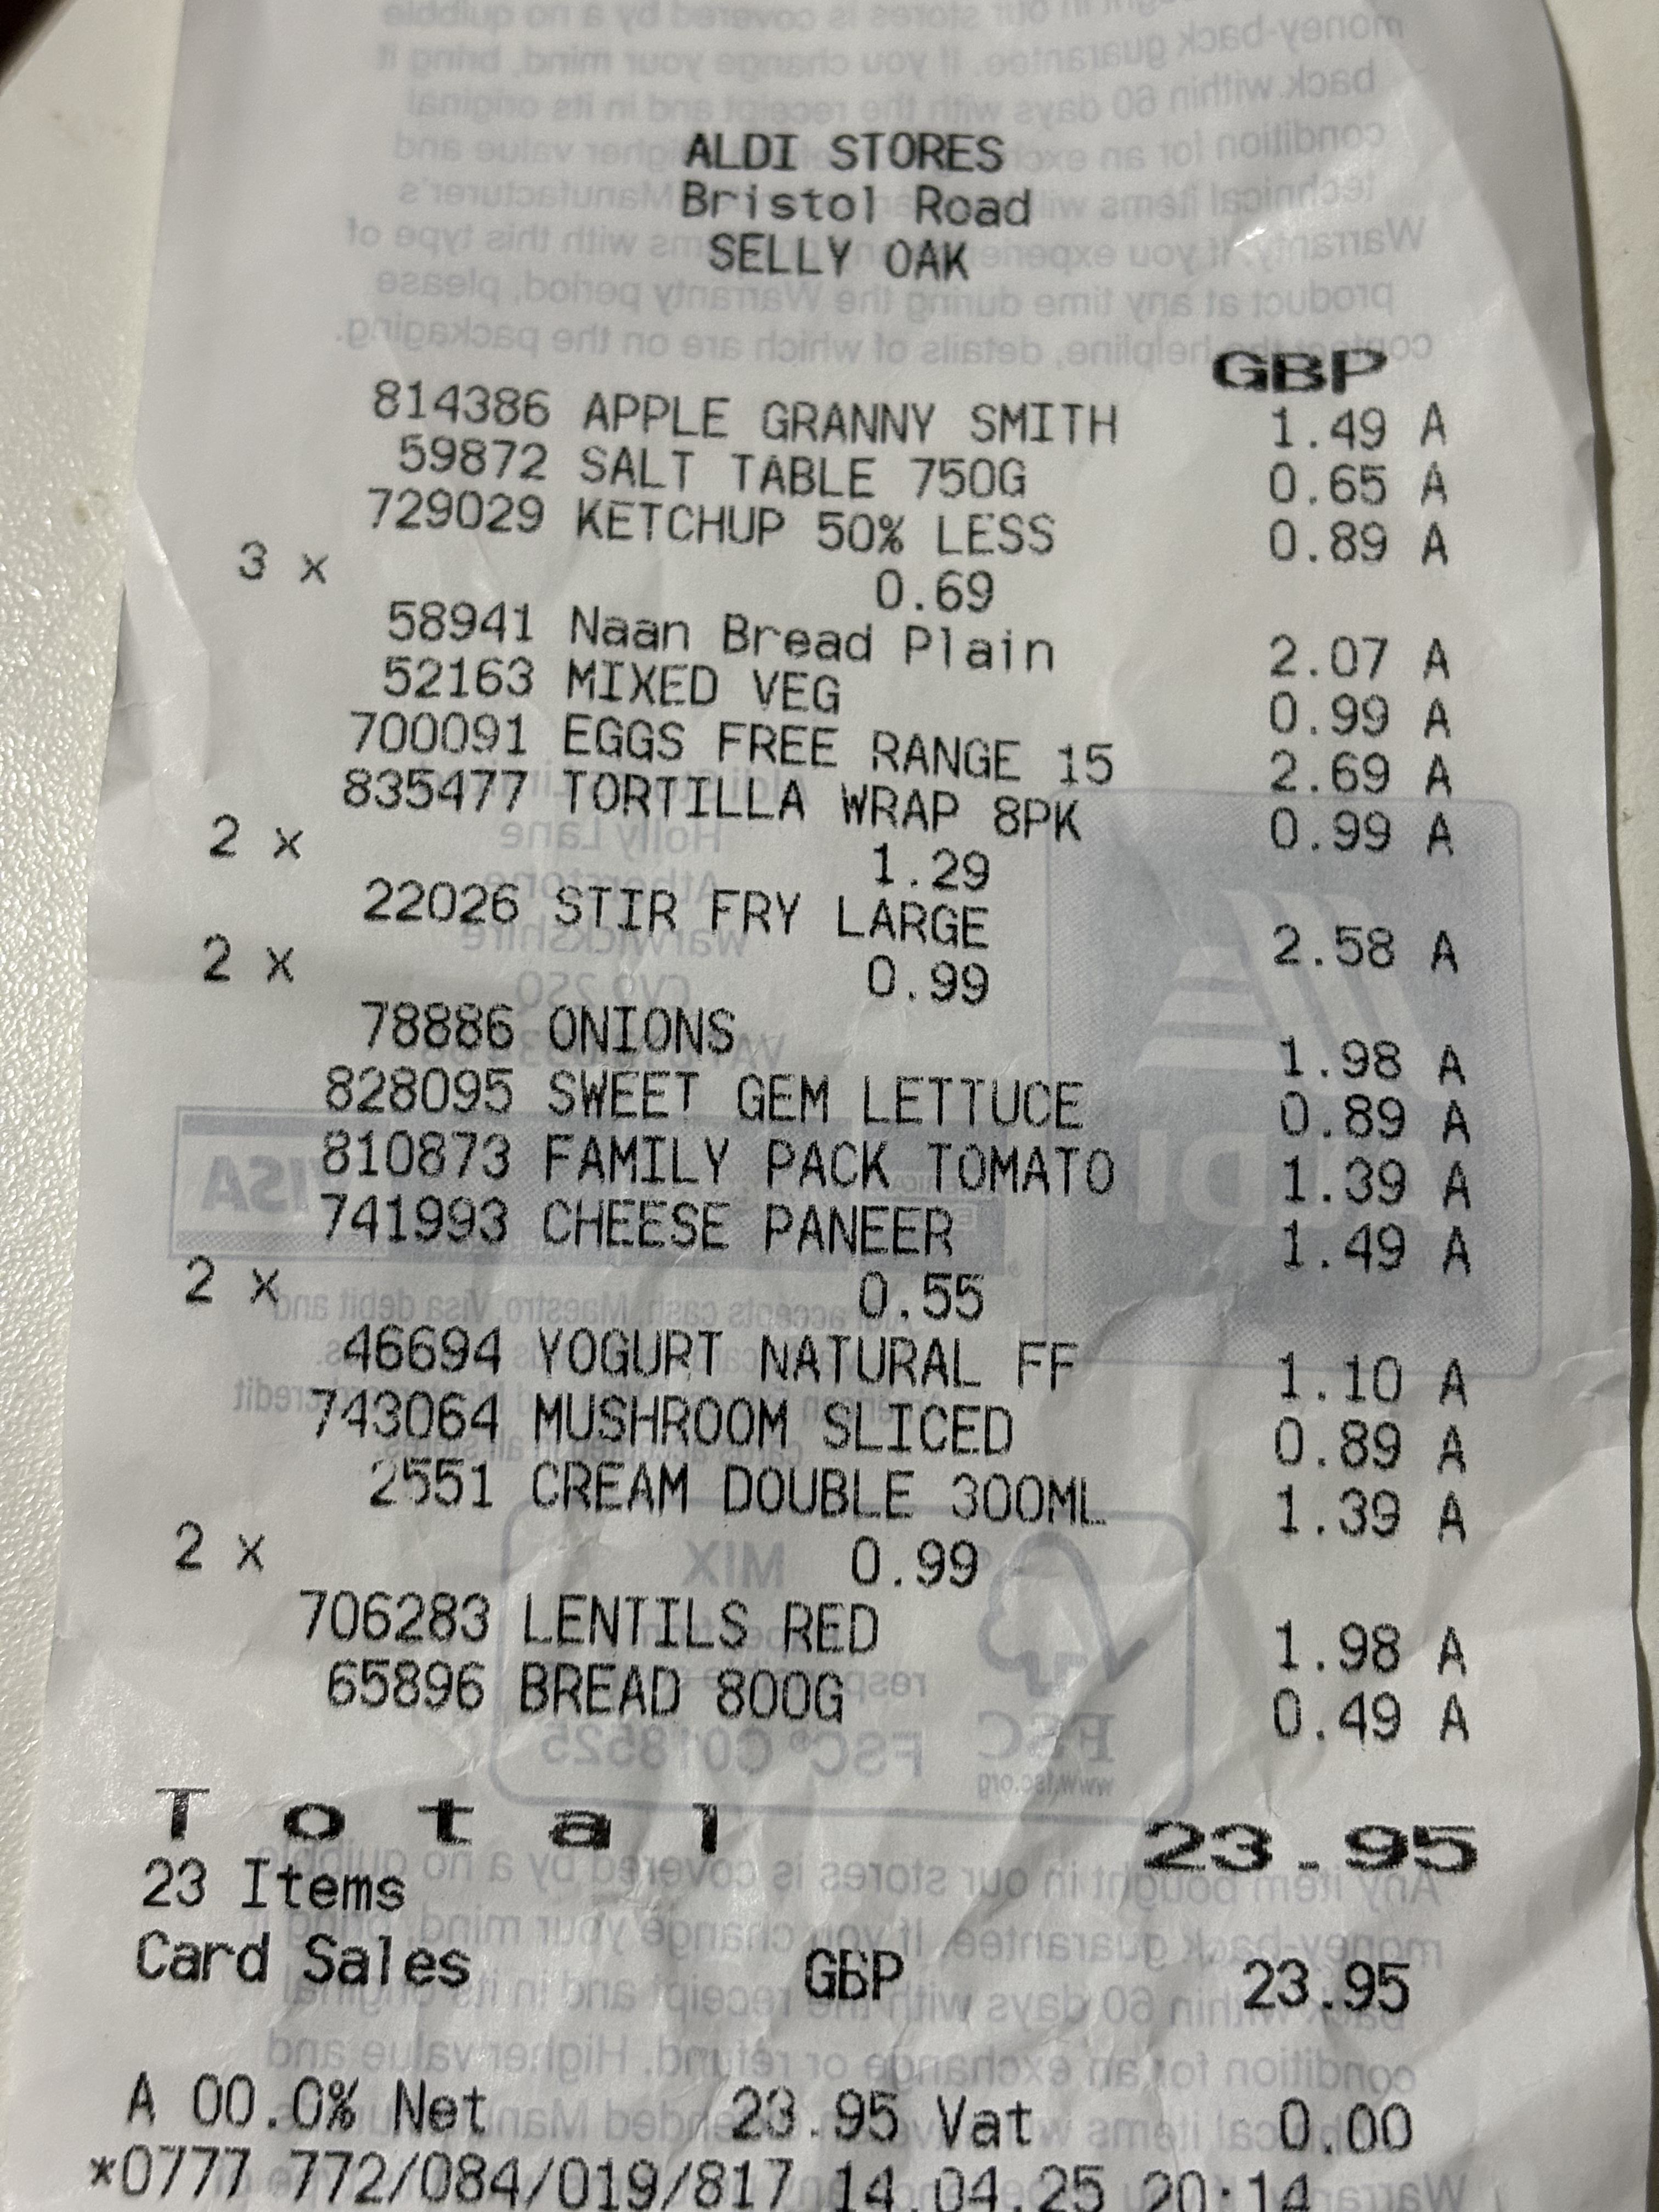 ALDI STORES
Bristol Road
SELLY OAK
GBP
814386 APPLE GRANNY SMITH 1.49 A
59872 SALT TABLE 750G 0.65 A
729029 KETCHUP 50% LESS 0.89 A
3 x 0.69
58941 Naan Bread Plain 2.07 A
52163 MIXED VEG 0.99 A
700091 EGGS FREE RANGE 15 2.69 A
835477 TORTILLA WRAP 8PK 0.99 A
2 x 1.29
22026 STIR FRY LARGE 2.58 A
2 x 0.99
78886 ONIONS 1.98 A
828095 SWEET GEM LETTUCE 0.89 A
810873 FAMILY PACK TOMATO 1.39 A
741993 CHEESE PANEER 1.49 A
2 x 0.55
46694 YOGURT NATURAL FF 1.10 A
743064 MUSHROOM SLICED 0.89 A
2551 CREAM DOUBLE 300ML 1.39 A
2 x 0.99
706283 LENTILS RED 1.98 A
65896 BREAD 800G 0.49 A
Total 23.95
23 Items
Card Sales GBP 23.95
A 00.0% Net 23.95 Vat 0.00
*0777 772/084/019/817 14.04.25 20:14